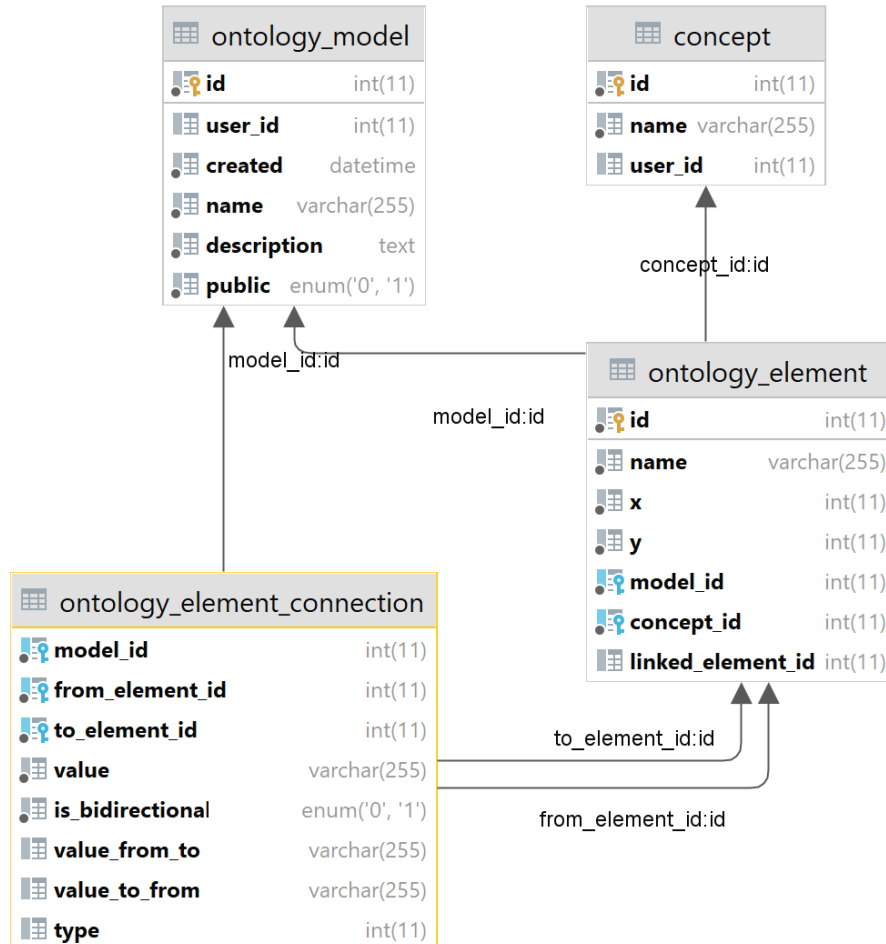 ontology_model
id int(11)
user_id int(11)
created datetime
name varchar(255)
description text
public enum('0', '1')
concept
id int(11)
name varchar(255)
user_id int(11)
concept_id:id
model_id:id
model_id:id
ontology_element
id int(11)
name varchar(255)
x int(11)
y int(11)
model_id int(11)
concept_id int(11)
linked_element_id int(11)
ontology_element_connection
model_id int(11)
from_element_id int(11)
to_element_id int(11)
value varchar(255)
is_bidirectional enum('0', '1')
value_from_to varchar(255)
value_to_from varchar(255)
type int(11)
to_element_id:id
from_element_id:id